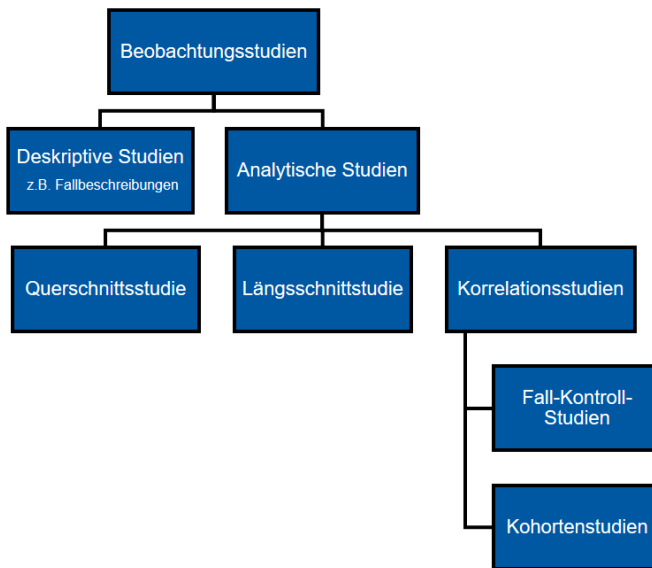 Beobachtungsstudien
Deskriptive Studien
z.B. Fallbeschreibungen
Analytische Studien
Querschnittsstudie
Längsschnittstudie
Korrelationsstudien
Fall-Kontroll-
Studien
Kohortenstudien